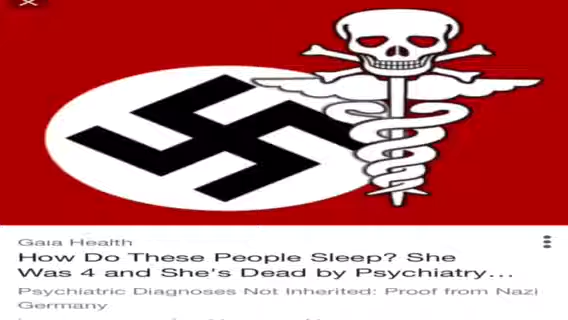 Gaia Health
How Do These People Sleep? She
Was 4 and She's Dead by Psychiatry...
Psychiatric Diagnoses Not Inherited: Proof from Nazi
Germany